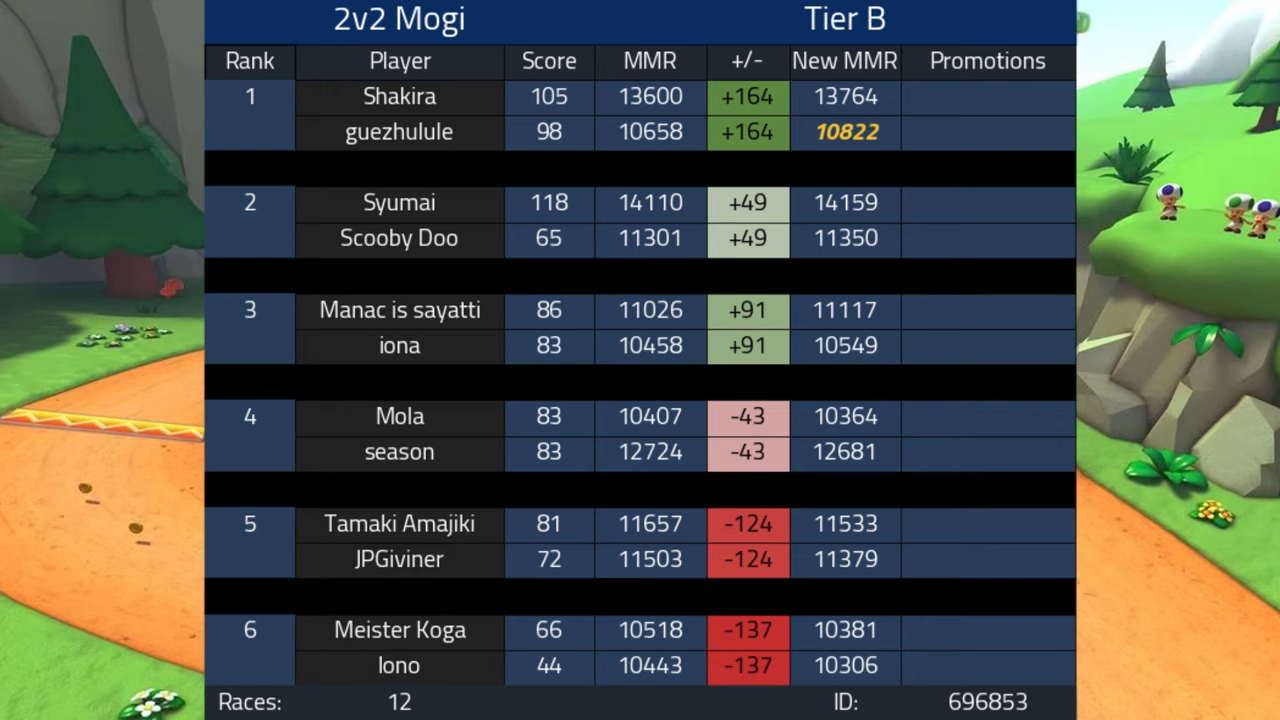 2v2 Mogi Tier B
Rank Player Score MMR +/- New MMR Promotions
1 Shakira 105 13600 +164 13764
guezhulule 98 10658 +164 10822
2 Syumai 118 14110 +49 14159
Scooby Doo 65 11301 +49 11350
3 Manac is sayatti 86 11026 +91 11117
iona 83 10458 +91 10549
4 Mola 83 10407 -43 10364
season 83 12724 -43 12681
5 Tamaki Amajiki 81 11657 -124 11533
JPGiviner 72 11503 -124 11379
6 Meister Koga 66 10518 -137 10381
lono 44 10443 -137 10306
Races: 12 ID: 696853